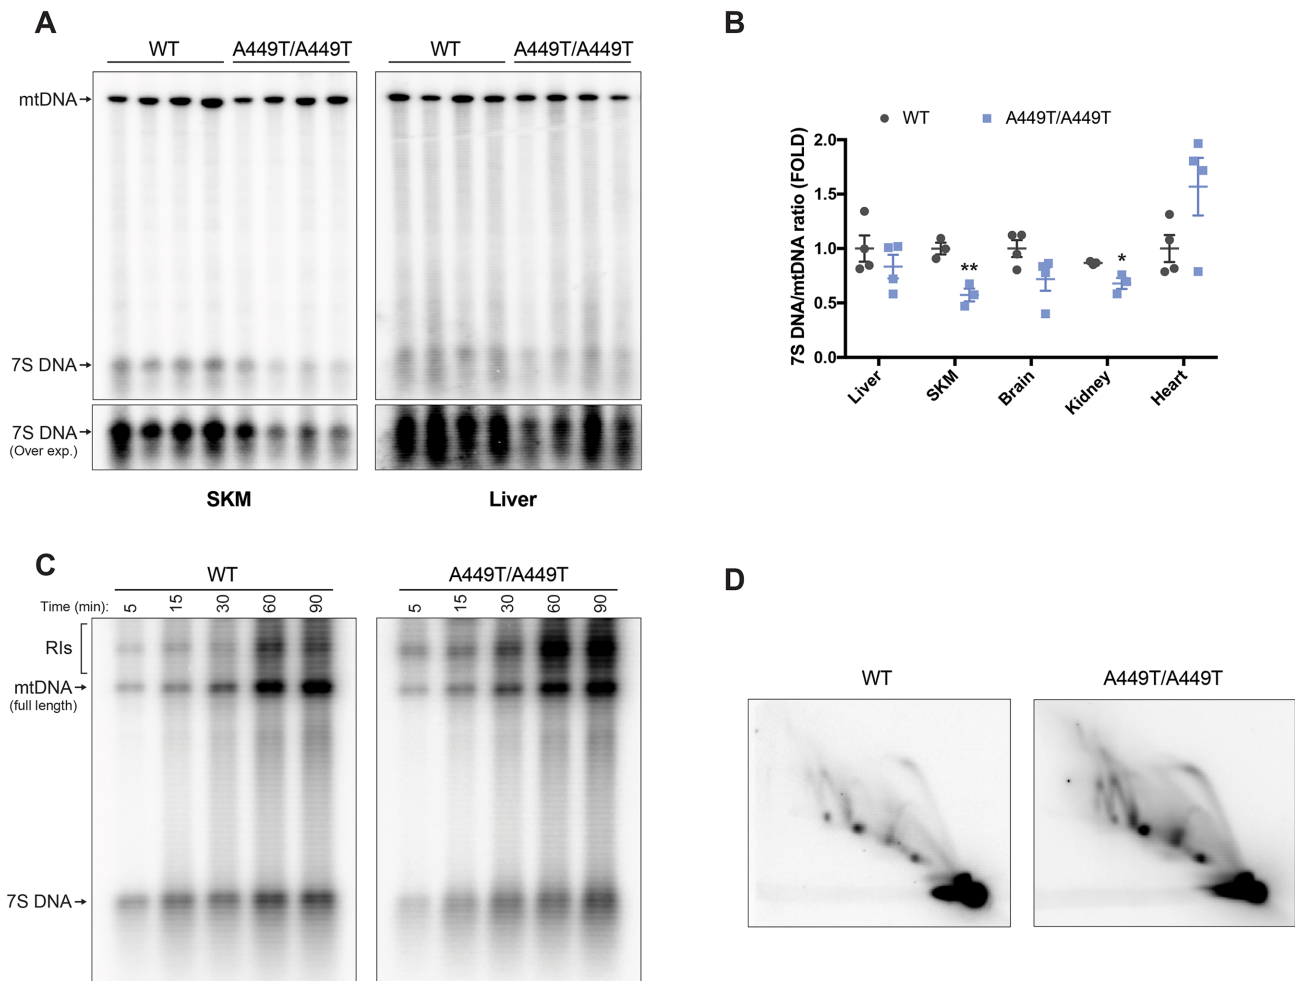 A
WT A449T/A449T WT A449T/A449T
mtDNA
7S DNA
7S DNA
(Over exp.)
SKM Liver
B
WT A449T/A449T
7S DNA/mtDNA ratio (FOLD)
2.0
1.5
1.0
0.5
0.0
** *
Liver SKM Brain Kidney Heart
C
WT A449T/A449T
Time (min): 5 15 30 60 90 5 15 30 60 90
RIs
mtDNA
(full length)
7S DNA
D
WT A449T/A449T